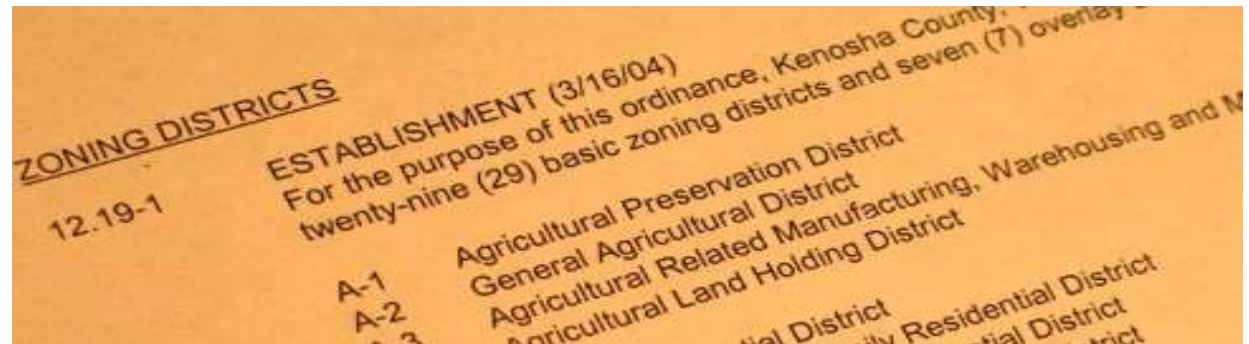 ZONING DISTRICTS
12.19-1 ESTABLISHMENT (3/16/04)
For the purpose of this ordinance, Kenosha County,
twenty-nine (29) basic zoning districts and seven (7) overlay
A-1 Agricultural Preservation District
A-2 General Agricultural District
Agricultural Related Manufacturing, Warehousing and
Agricultural Land Holding District
District
Residential District
District